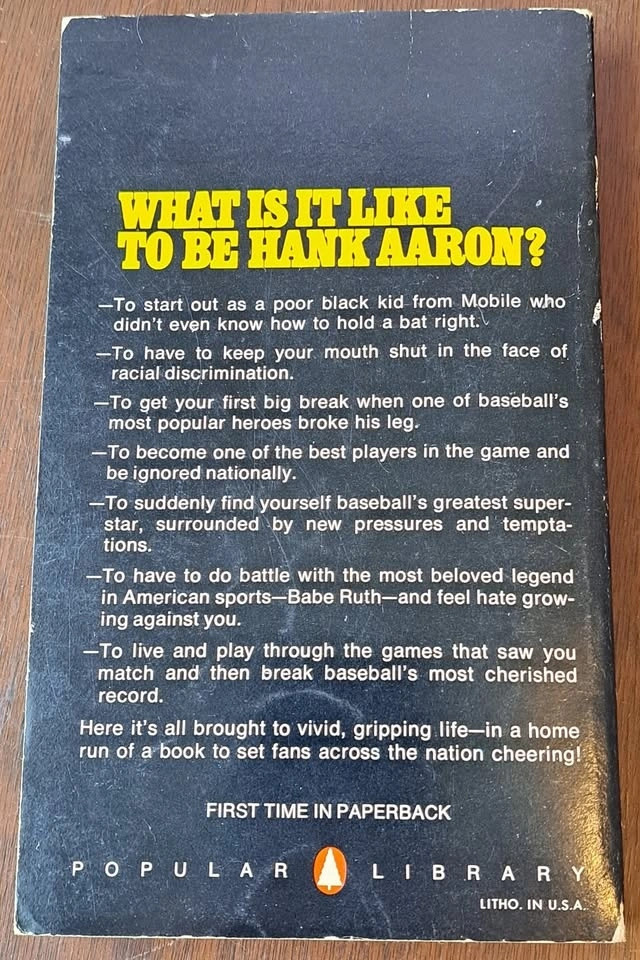 WHAT IS IT LIKE
TO BE HANK AARON?
—To start out as a poor black kid from Mobile who
didn't even know how to hold a bat right.
—To have to keep your mouth shut in the face of
racial discrimination.
—To get your first big break when one of baseball's
most popular heroes broke his leg.
—To become one of the best players in the game and
be ignored nationally.
—To suddenly find yourself baseball's greatest super-
star, surrounded by new pressures and tempta-
tions.
—To have to do battle with the most beloved legend
in American sports—Babe Ruth—and feel hate grow-
ing against you.
—To live and play through the games that saw you
match and then break baseball's most cherished
record.
Here it's all brought to vivid, gripping life—in a home
run of a book to set fans across the nation cheering!
FIRST TIME IN PAPERBACK
POPULAR LIBRARY
LITHO. IN U.S.A.